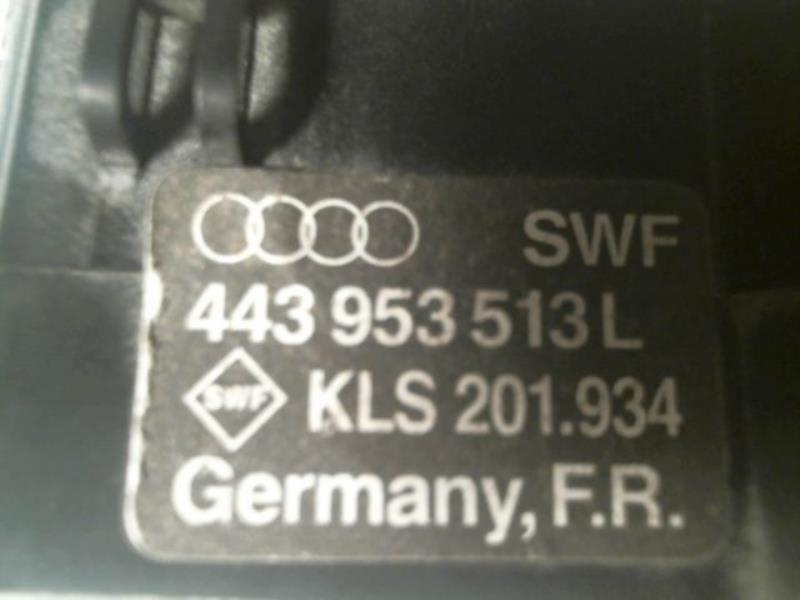 SWF
443 953 513 L
SWF KLS 201.934
Germany, F.R.